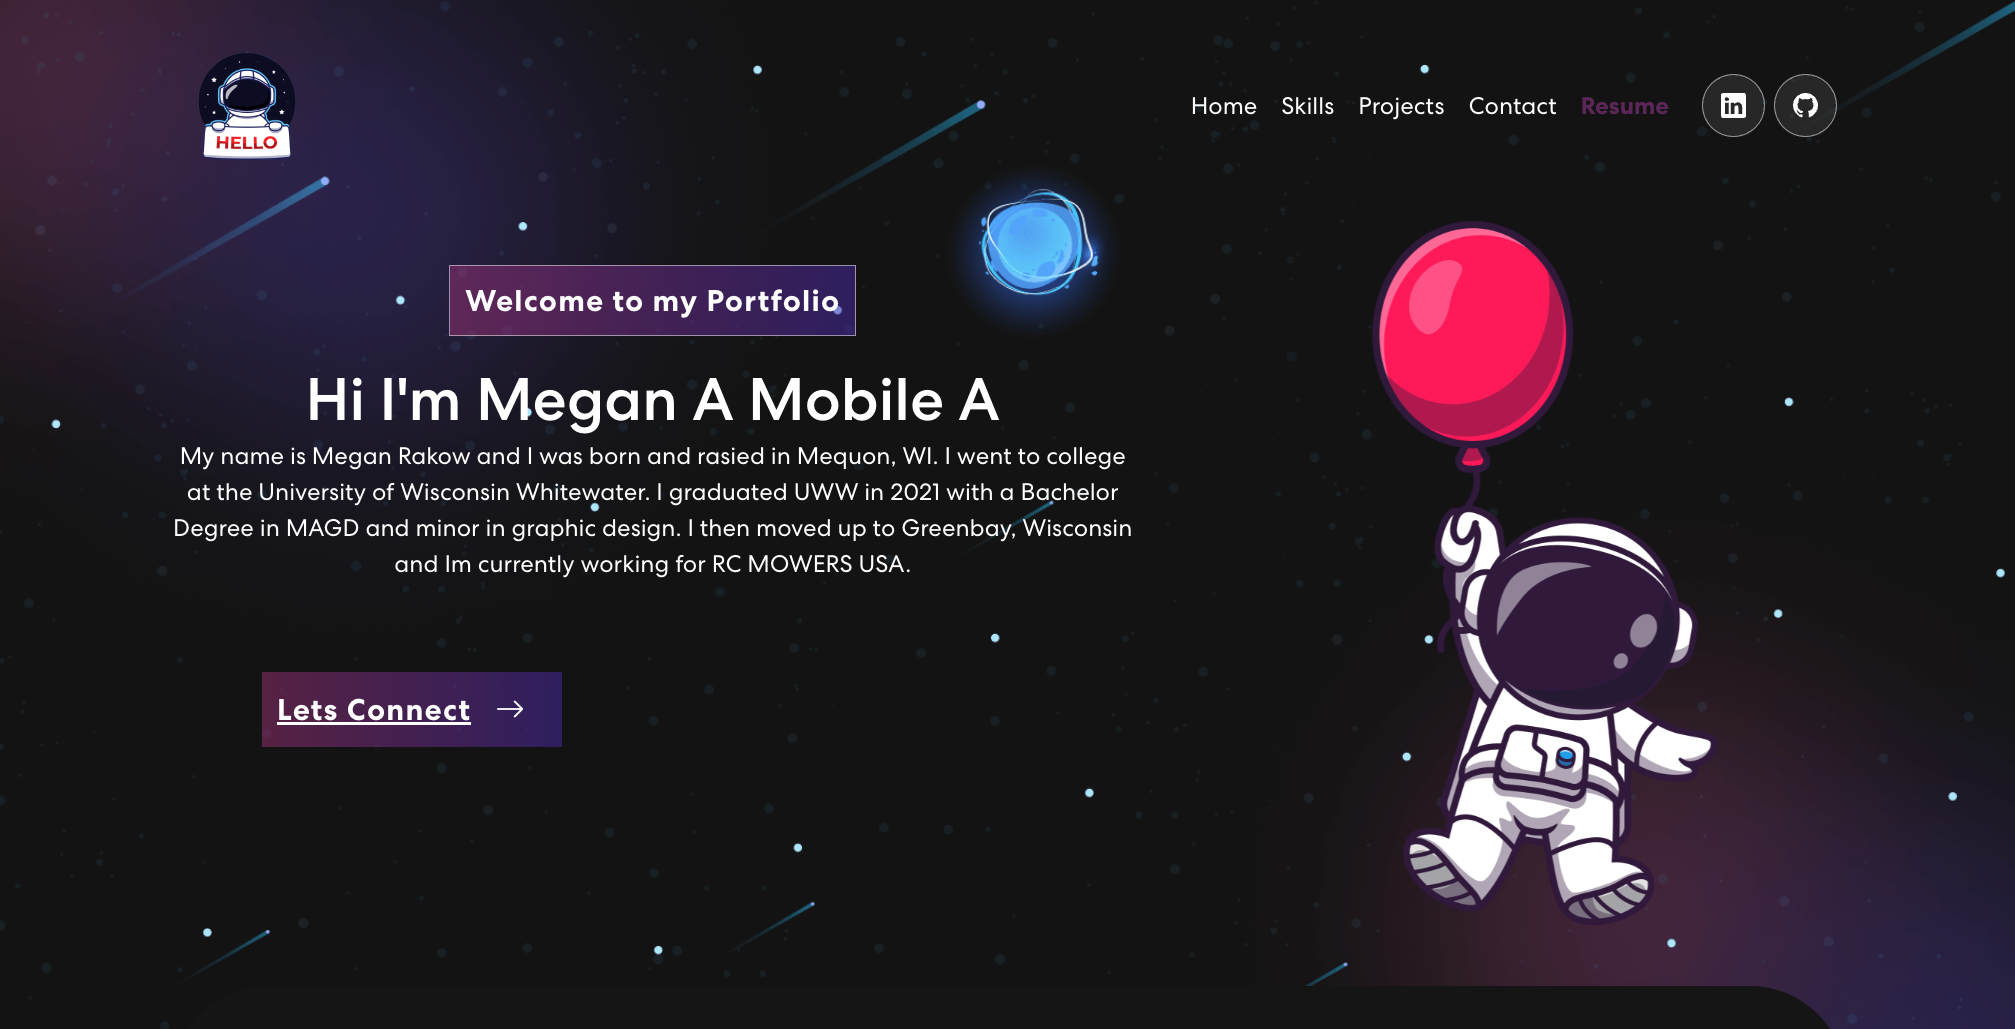 HELLO
Home Skills Projects Contact Resume
in
Welcome to my Portfolio
Hi I'm Megan A Mobile A
My name is Megan Rakow and I was born and rasied in Mequon, WI. I went to college
at the University of Wisconsin Whitewater. I graduated UWW in 2021 with a Bachelor
Degree in MAGD and minor in graphic design. I then moved up to Greenbay, Wisconsin
and Im currently working for RC MOWERS USA.
Lets Connect